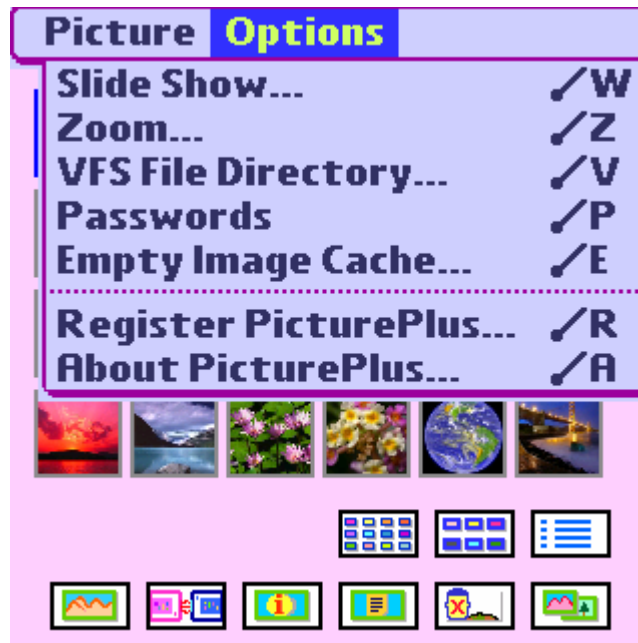 Picture Options
Slide Show... /W
Zoom... /Z
VFS File Directory... /V
Passwords /P
Empty Image Cache... /E
Register PicturePlus... /R
About PicturePlus... /A